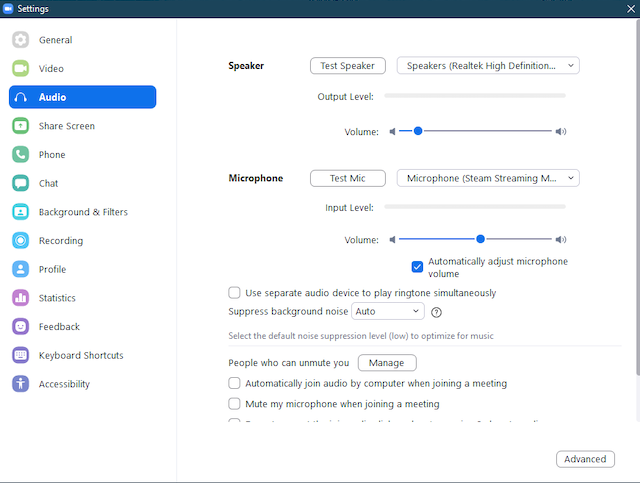 Settings
General
Video
Audio
Share Screen
Phone
Chat
Background & Filters
Recording
Profile
Statistics
Feedback
Keyboard Shortcuts
Accessibility
Speaker
Test Speaker
Speakers (Realtek High Definition...
Output Level:
Volume:
Microphone
Test Mic
Microphone (Steam Streaming M...
Input Level:
Volume:
Automatically adjust microphone
volume
Use separate audio device to play ringtone simultaneously
Suppress background noise
Auto
?
Select the default noise suppression level (low) to optimize for music
People who can unmute you
Manage
Automatically join audio by computer when joining a meeting
Mute my microphone when joining a meeting
Advanced